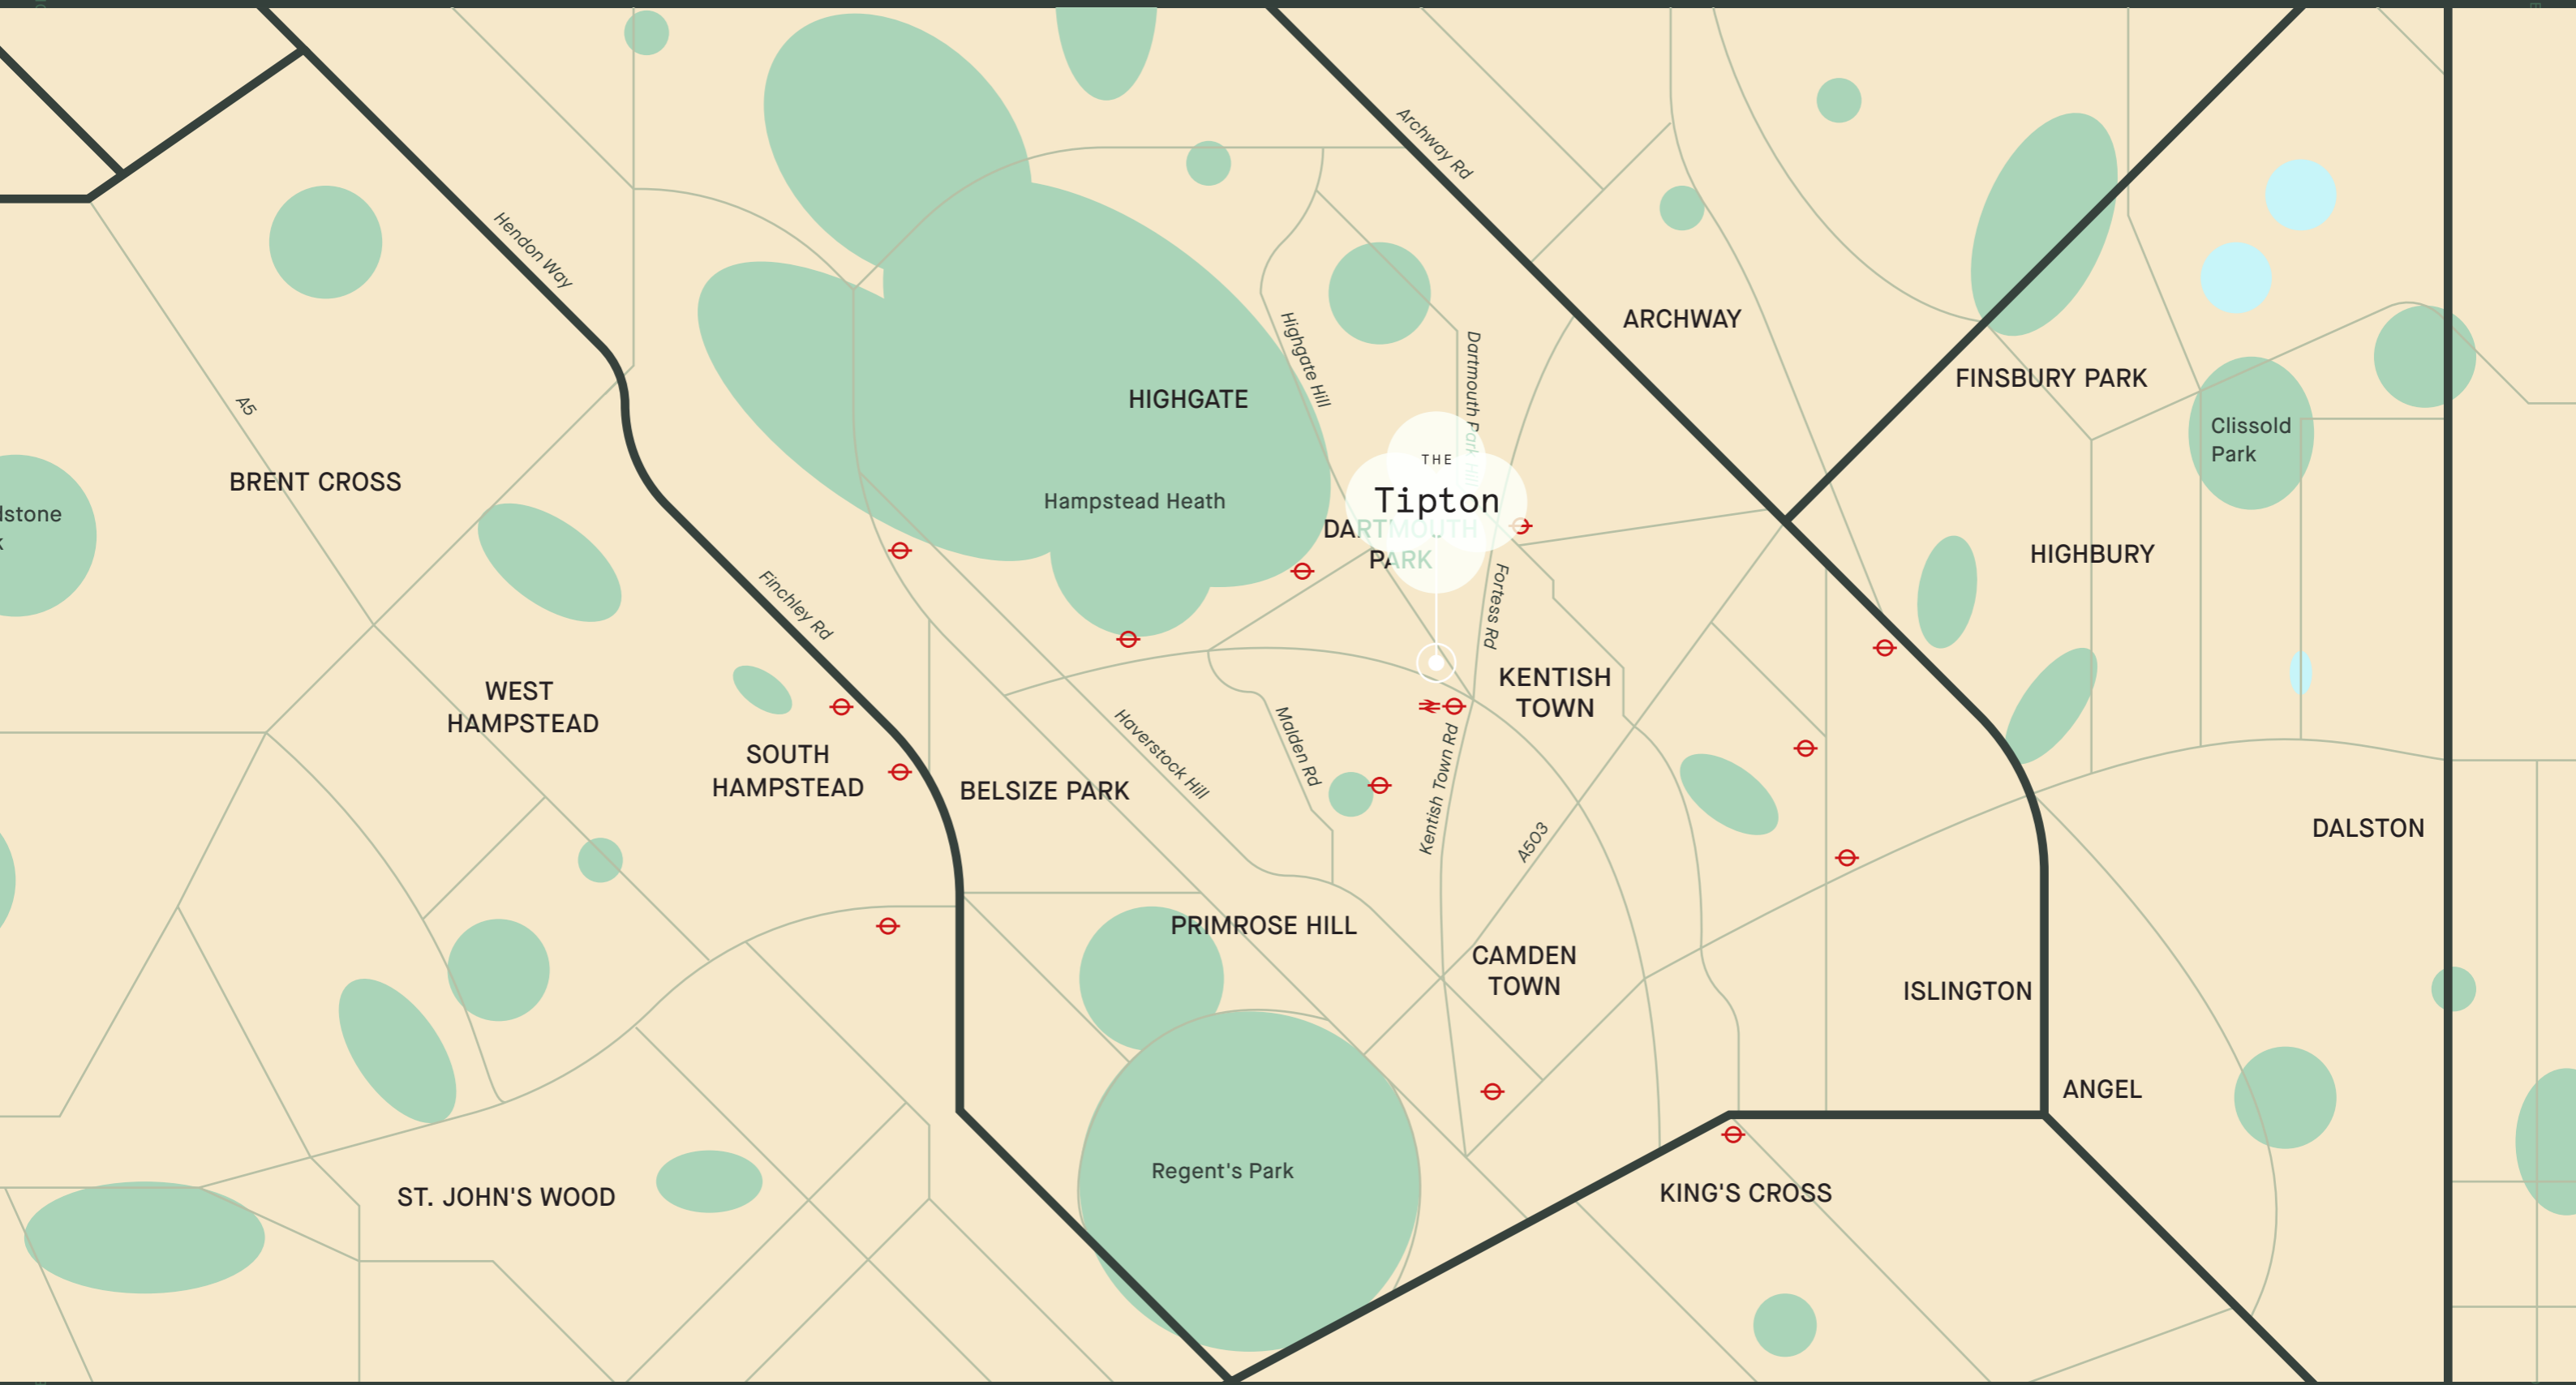 Archway Rd
Hendon Way
Highgate Hill
ARCHWAY
Dartmouth Park Hill
FINSBURY PARK
HIGHGATE
A5
Clissold
Park
BRENT CROSS
THE
Tipton
Hampstead Heath
DARTMOUTH
PARK
HIGHBURY
Finchley Rd
Fortess Rd
WEST
HAMPSTEAD
KENTISH
TOWN
SOUTH
HAMPSTEAD
Haverstock Hill
Malden Rd
Kentish Town Rd
BELSIZE PARK
A503
DALSTON
PRIMROSE HILL
CAMDEN
TOWN
ISLINGTON
ANGEL
Regent's Park
ST. JOHN'S WOOD
KING'S CROSS